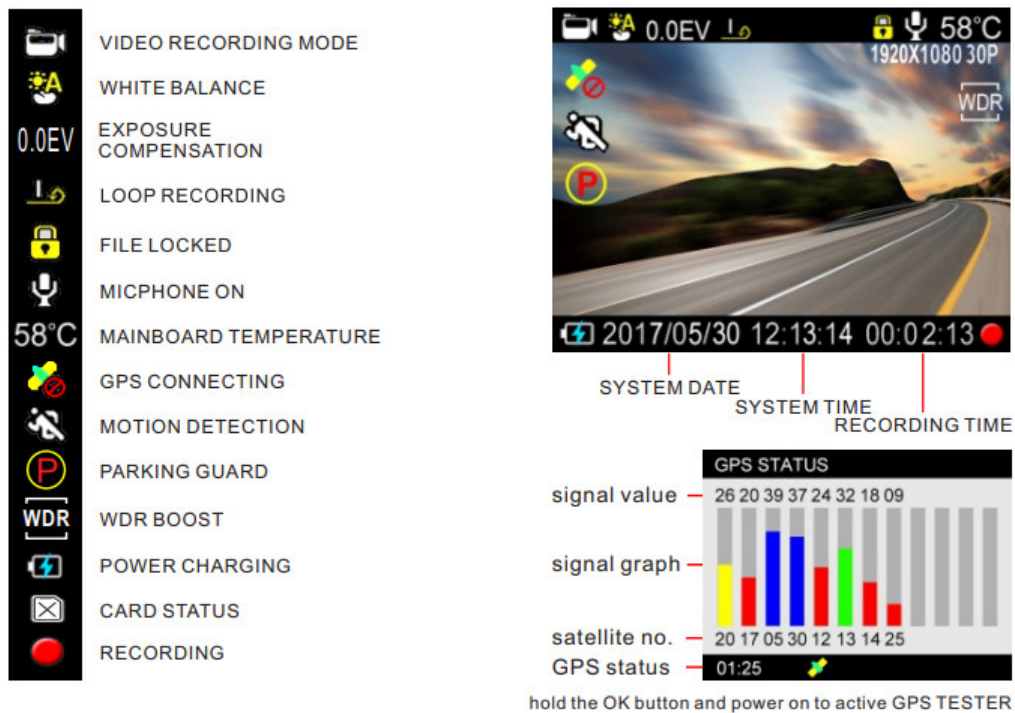 VIDEO RECORDING MODE
A
WHITE BALANCE
0.0EV
EXPOSURE
COMPENSATION
LOOP RECORDING
FILE LOCKED
MICPHONE ON
58°C
MAINBOARD TEMPERATURE
GPS CONNECTING
MOTION DETECTION
P
PARKING GUARD
WDR
WDR BOOST
POWER CHARGING
CARD STATUS
RECORDING
A 0.0EV 58°C
1920X1080 30P
WDR
P
2017/05/30 12:13:14 00:02:13
SYSTEM DATE
SYSTEM TIME
RECORDING TIME
GPS STATUS
signal value 26 20 39 37 24 32 18 09
signal graph
satellite no. 20 17 05 30 12 13 14 25
GPS status 01:25
hold the OK button and power on to active GPS TESTER